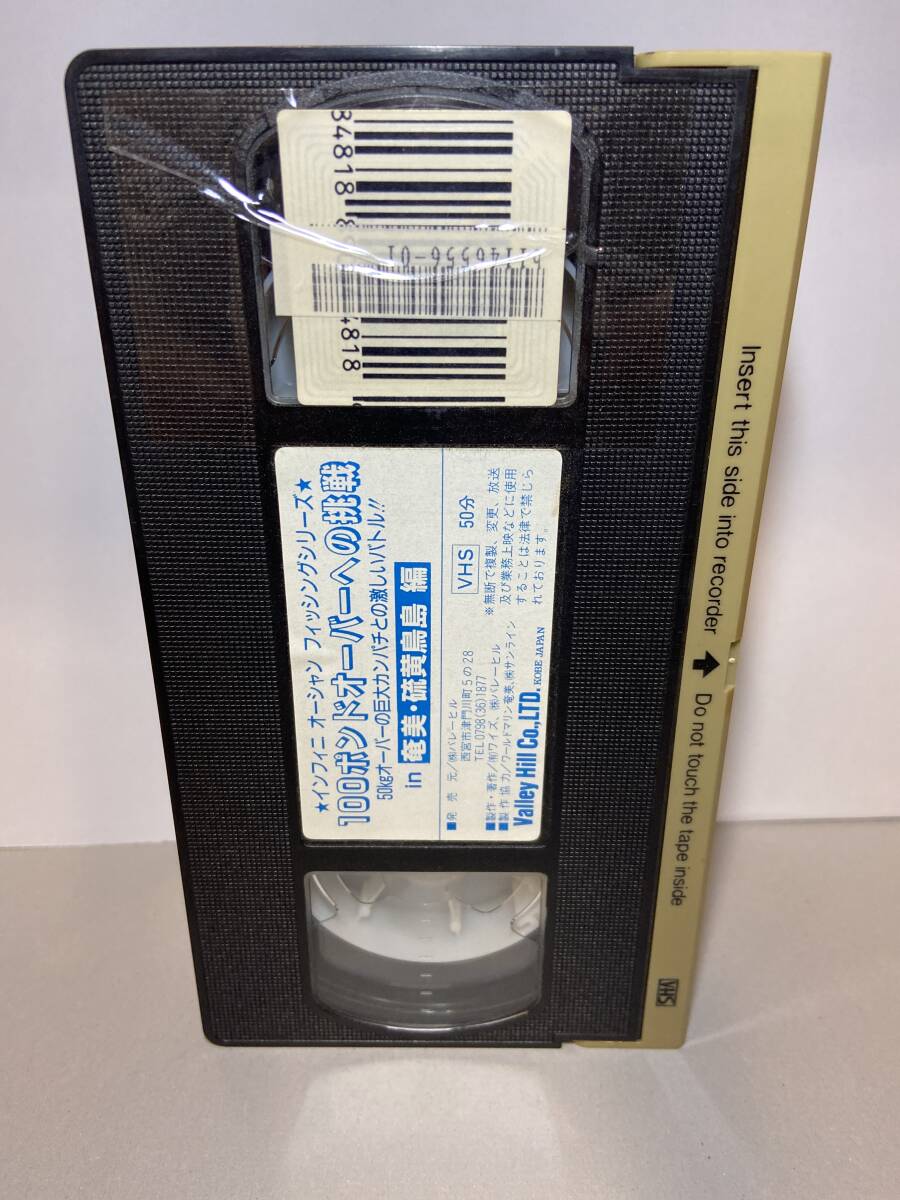 34818
1146556-01
34818
★インフィニ オーシャン フィッシングシリーズ★
100ポンドオーバーへの挑戦
50kgオーバーの巨大カンパチとの激しいバトル!!
in 奄美・硫黄鳥島 編
VHS 50分
※無断で複製、変更、放送
及び業務上映などに使用
することは法律で禁じら
れております。
■発売元/㈱バレーヒル
西宮市津門川町5の28
TEL0798(36)1877
■製作・著作/㈲ワイズ、㈱バレーヒル
■製作協力/ワールドマリン奄美、㈱サンライン
Valley Hill Co.,LTD. KOBE JAPAN
Insert this side into recorder ⬆ Do not touch the tape inside
VHS